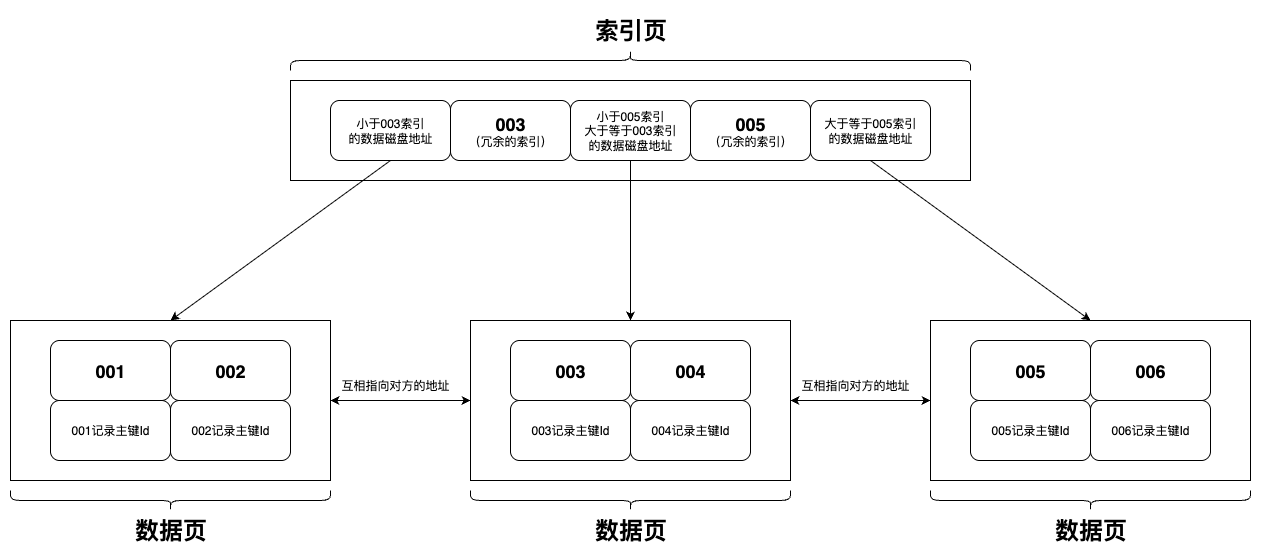 索引页
小于003索引
的数据磁盘地址
003
(冗余的索引)
小于005索引
大于等于003索引
的数据磁盘地址
005
(冗余的索引)
大于等于005索引
的数据磁盘地址
001
002
001记录主键Id
002记录主键Id
互相指向对方的地址
003
004
003记录主键Id
004记录主键Id
互相指向对方的地址
005
006
005记录主键Id
006记录主键Id
数据页
数据页
数据页